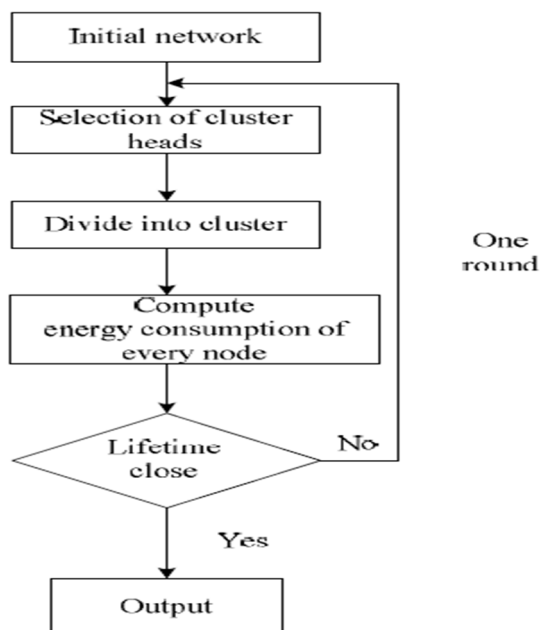 Initial network
Selection of cluster
heads
Divide into cluster
One
round
Compute
energy consumption of
every node
Lifetime
close
No
Yes
Output